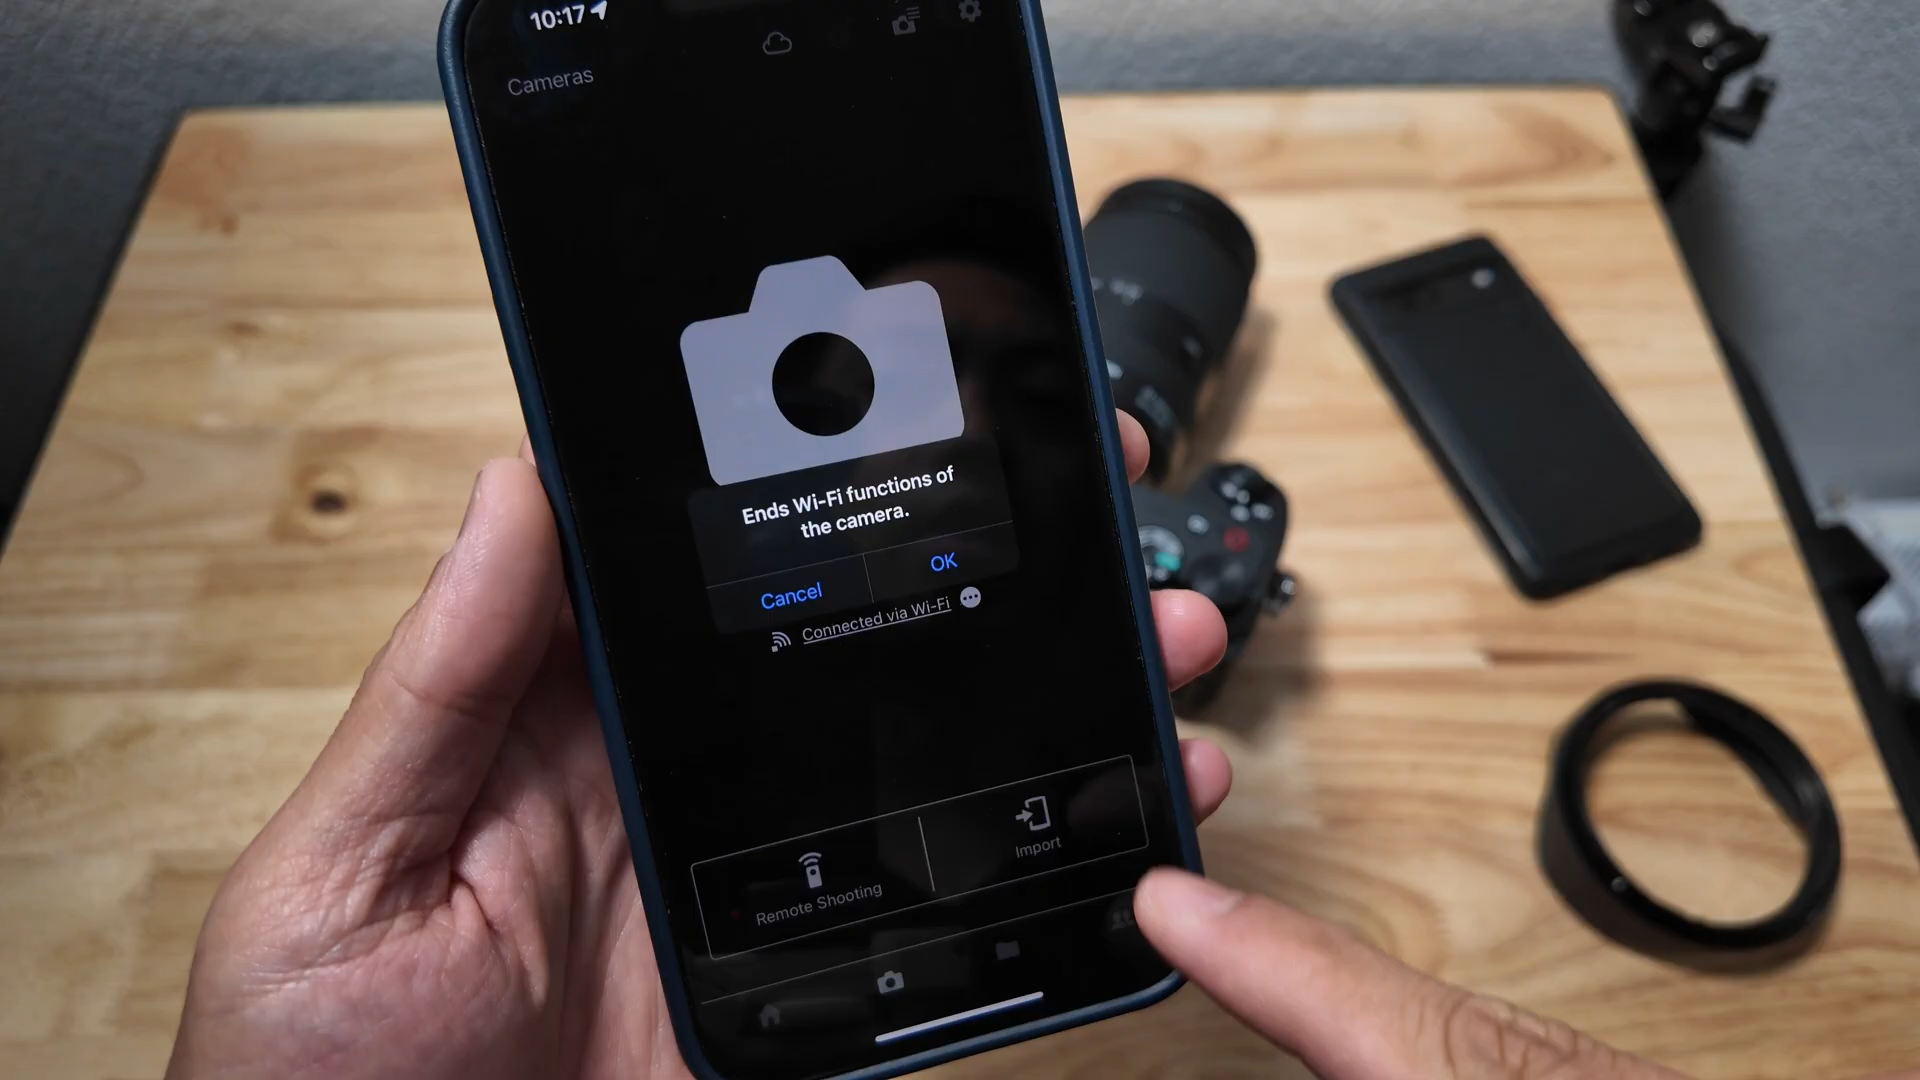 10:17
Cameras
Ends Wi-Fi functions of
the camera.
Cancel
OK
Connected via Wi-Fi
Remote Shooting
Import